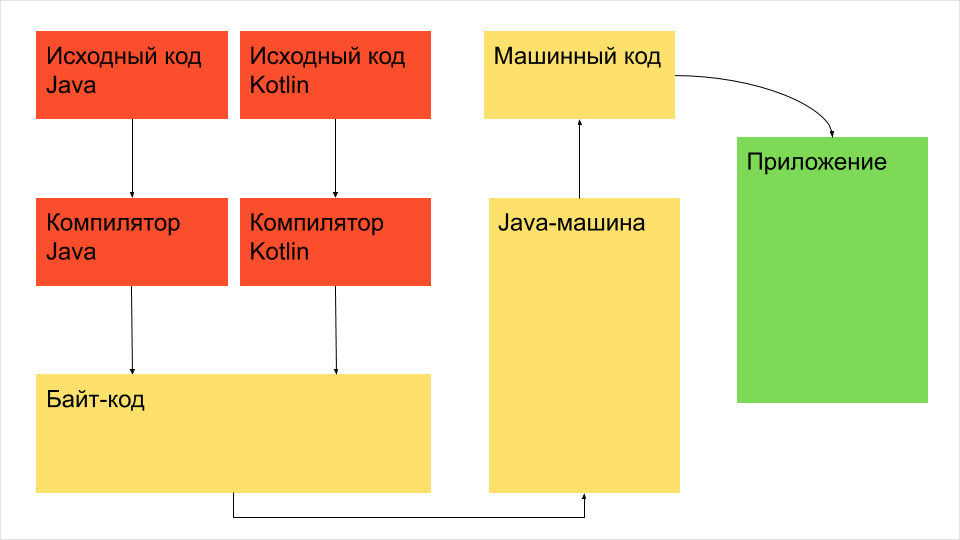 Исходный код
Java
Исходный код
Kotlin
Машинный код
Приложение
Компилятор
Java
Компилятор
Kotlin
Java-машина
Байт-код